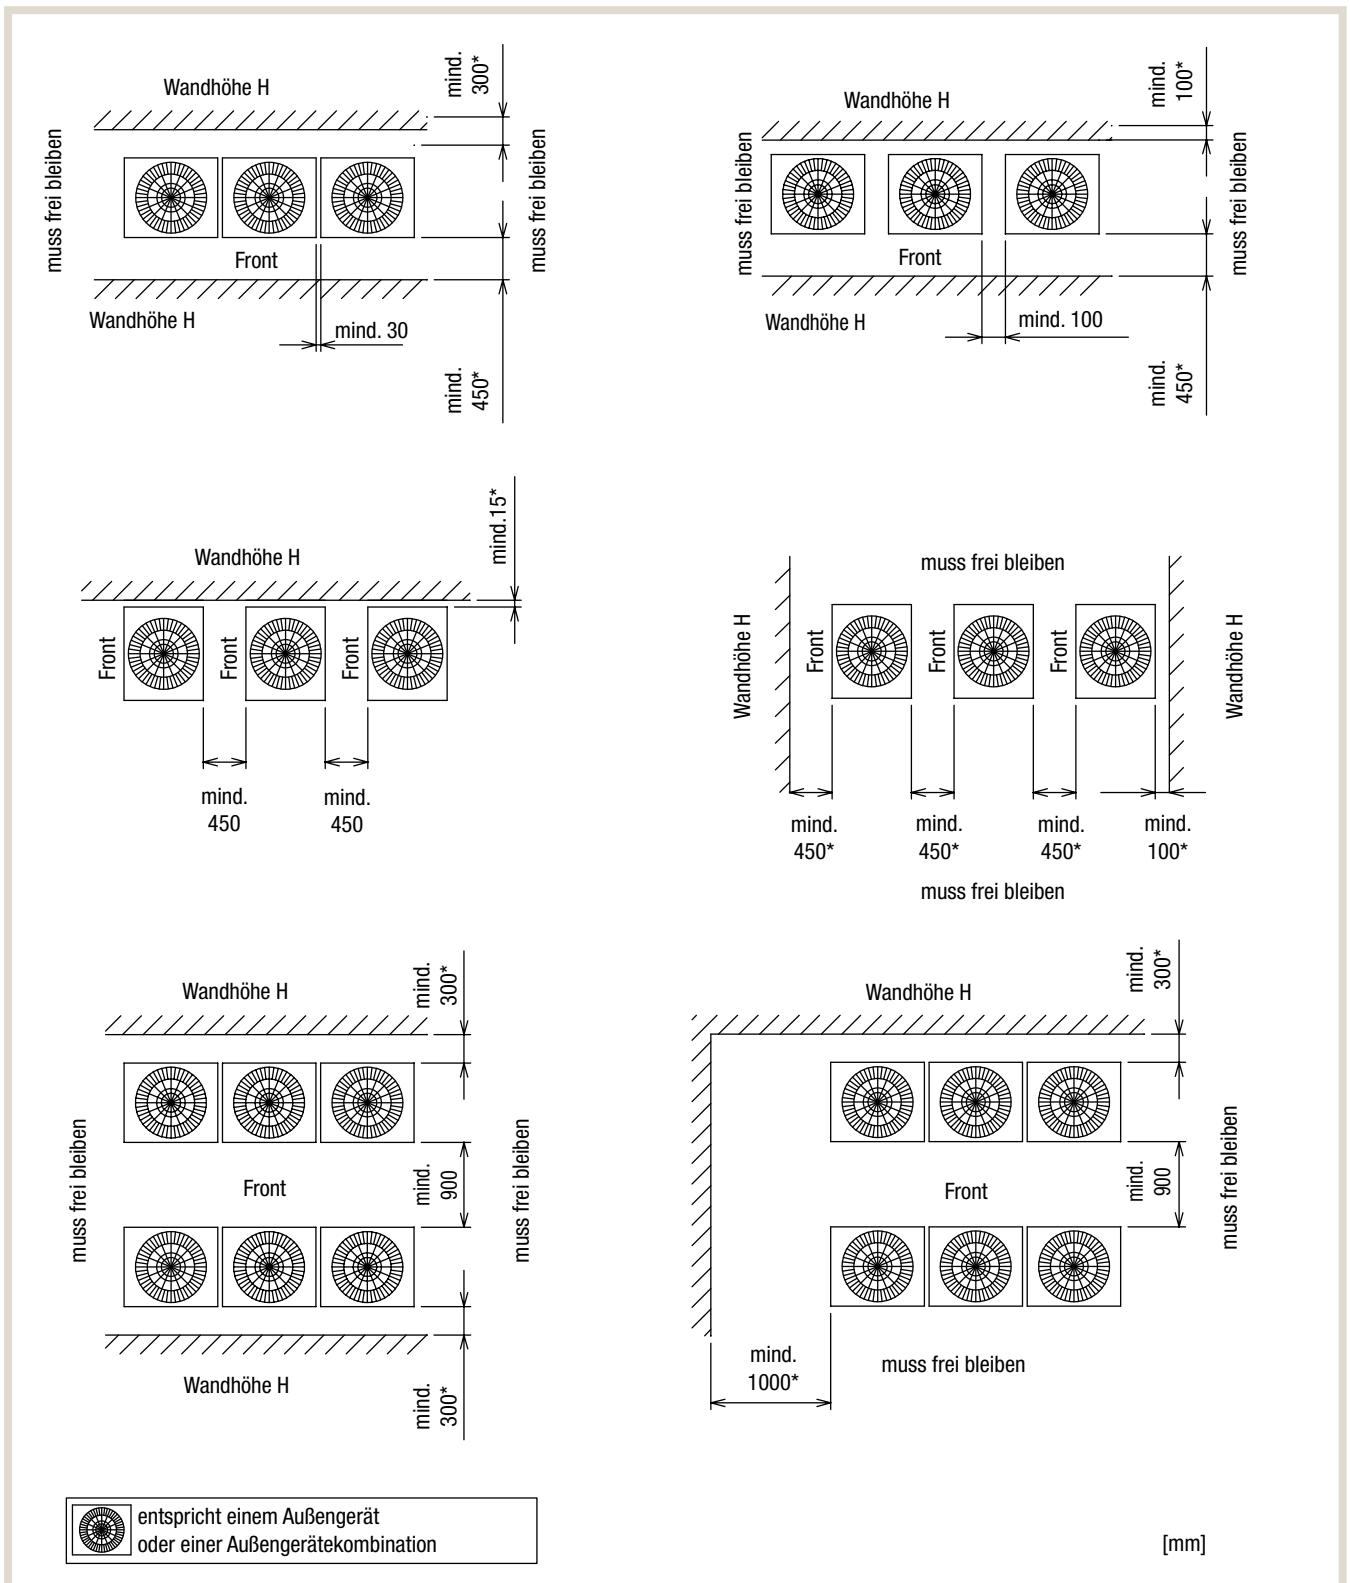 Wandhöhe H
mind.
300*
muss frei bleiben
muss frei bleiben
Front
Wandhöhe H
mind. 30
mind.
450*
Wandhöhe H
mind.
100*
muss frei bleiben
muss frei bleiben
Front
Wandhöhe H
mind. 100
mind.
450*
mind.15*
Wandhöhe H
Front
Front
Front
mind.
450
mind.
450
muss frei bleiben
Wandhöhe H
Front
Front
Front
Wandhöhe H
mind.
450*
mind.
450*
mind.
450*
mind.
100*
muss frei bleiben
Wandhöhe H
mind.
300*
muss frei bleiben
Front
mind.
900
muss frei bleiben
Wandhöhe H
mind.
300*
Wandhöhe H
mind.
300*
Front
mind.
900
muss frei bleiben
mind.
1000*
muss frei bleiben
entspricht einem Außengerät
oder einer Außengerätekombination
[mm]